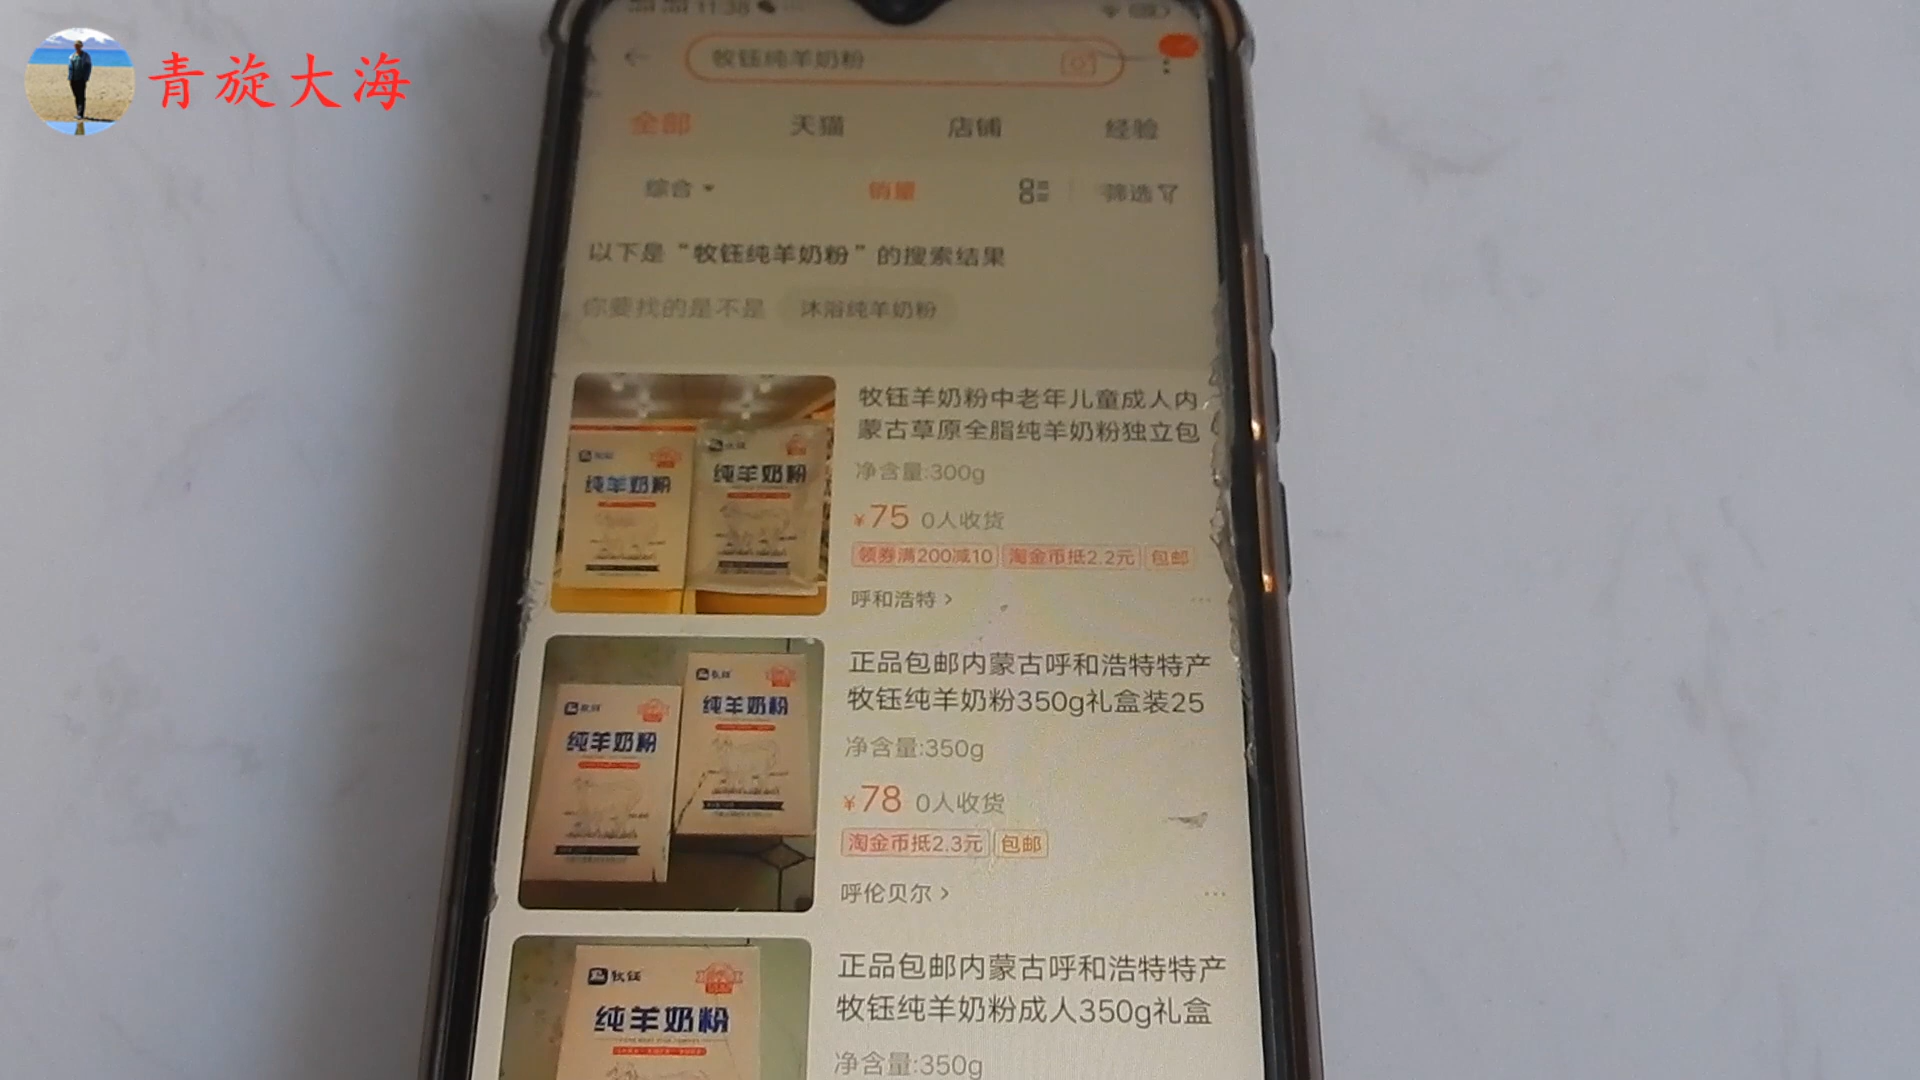 青旋大海
11:38
牧钰纯羊奶粉
全部 天猫 店铺 经验
综合 销量 筛选
以下是“牧钰纯羊奶粉”的搜索结果
你要找的是不是 沐浴纯羊奶粉
牧钰羊奶粉中老年儿童成人内
蒙古草原全脂纯羊奶粉独立包
净含量:300g
¥75 0人收货
领券满200减10 淘金币抵2.2元 包邮
呼和浩特 >
纯羊奶粉
纯羊奶粉
正品包邮内蒙古呼和浩特特产
牧钰纯羊奶粉350g礼盒装25
净含量:350g
¥78 0人收货
淘金币抵2.3元 包邮
呼伦贝尔 >
纯羊奶粉
纯羊奶粉
正品包邮内蒙古呼和浩特特产
牧钰纯羊奶粉成人350g礼盒
净含量:350g
牧钰
纯羊奶粉